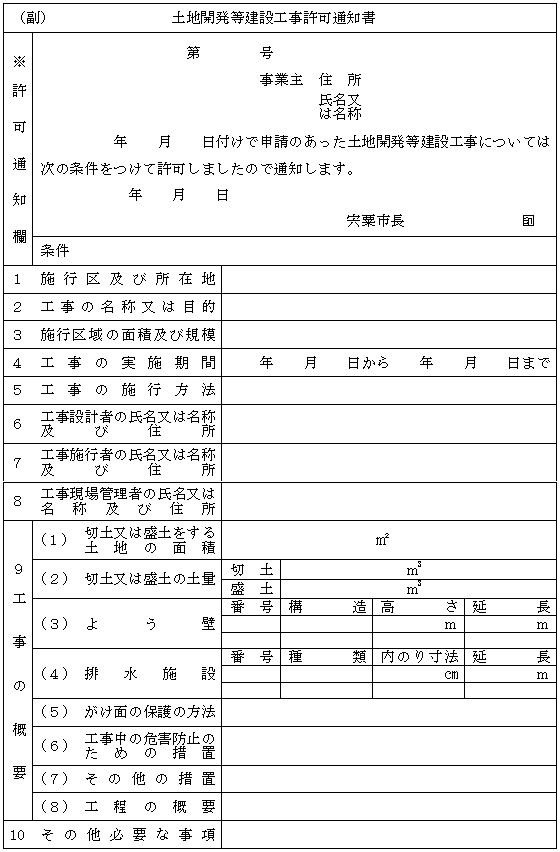 (副) 土地開発等建設工事許可通知書
※許可通知欄
第 号
事業主 住所
氏名又
は名称
年 月 日付けで申請のあった土地開発等建設工事については
次の条件をつけて許可しましたので通知します。
年 月 日
宍粟市長 印
条件
1 施行区及び所在地
2 工事の名称又は目的
3 施行区域の面積及び規模
4 工事の実施期間 年 月 日から 年 月 日まで
5 工事の施行方法
6 工事設計者の氏名又は名称
及び住所
7 工事施行者の氏名又は名称
及び住所
8 工事現場管理者の氏名又は
名称及び住所
9工事の概要
(1) 切土又は盛土をする
土地の面積 ㎡
(2) 切土又は盛土の土量 切土 m³
盛土 m³
(3) よう壁 番号 構造 高さ 延長
m m
(4) 排水施設 番号 種類 内のり寸法 延長
㎝ m
(5) がけ面の保護の方法
(6) 工事中の危害防止の
ための措置
(7) その他の措置
(8) 工程の概要
10 その他必要な事項